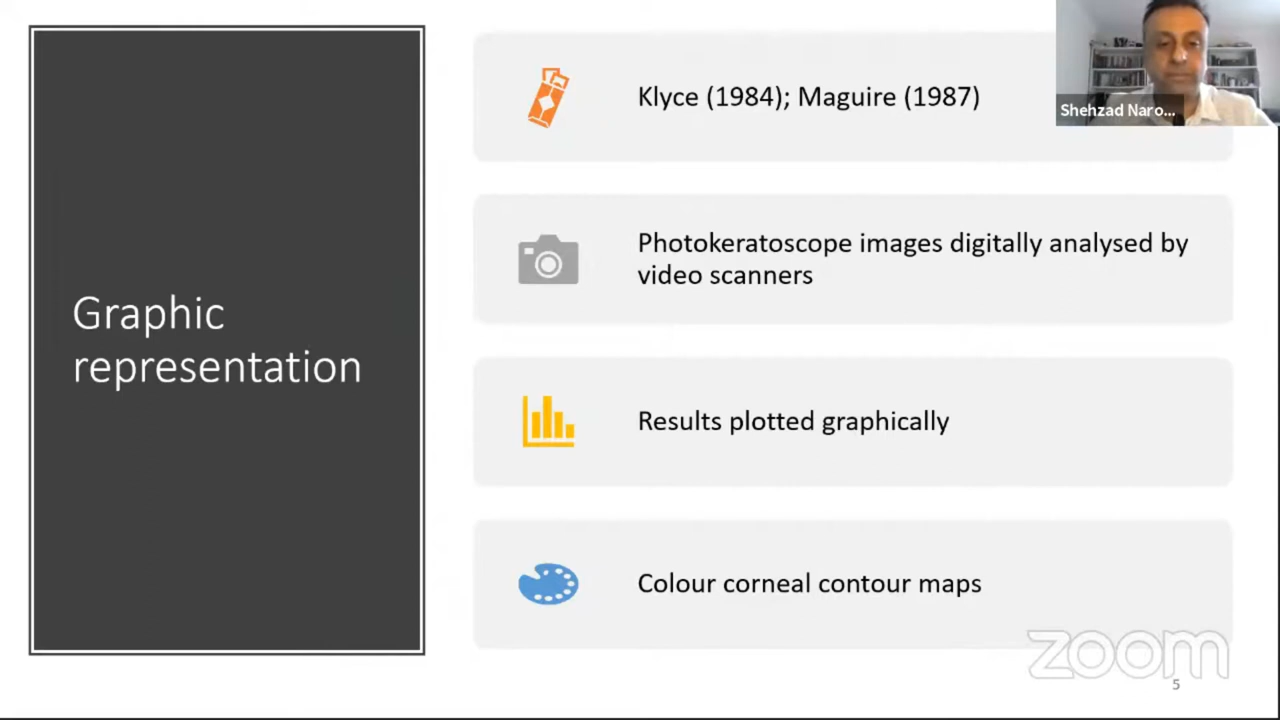 Graphic
representation
Klyce (1984); Maguire (1987)
Photokeratoscope images digitally analysed by
video scanners
Results plotted graphically
Colour corneal contour maps
Shehzad Naro...
zoom
5